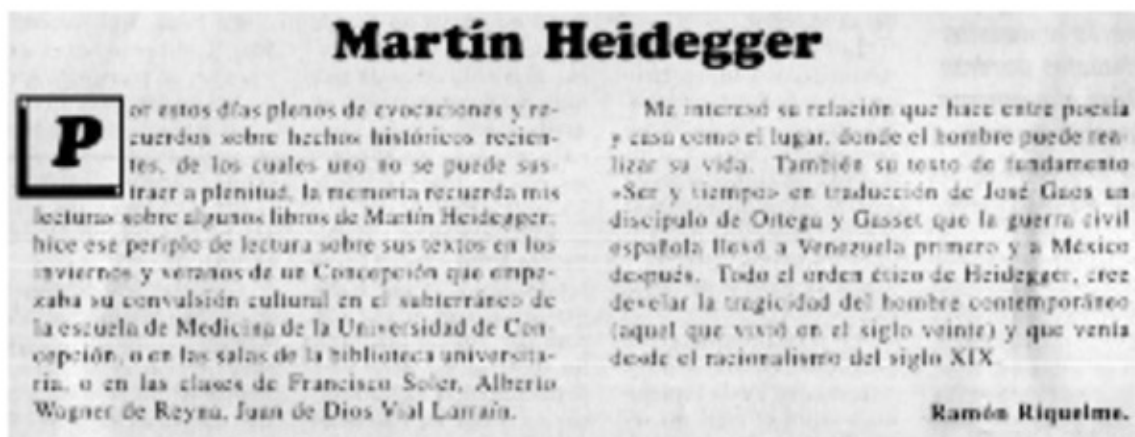 Martín Heidegger
Por estos días plenos de evocaciones y re-
cuerdos sobre hechos históricos recien-
tes, de los cuales uno no se puede sus-
traer a plenitud, la memoria recuerda mis
lecturas sobre algunos libros de Martín Heidegger,
hice ese periplo de lectura sobre sus textos en los
inviernos y veranos de un Concepción que empe-
zaba su convulsión cultural en el subterráneo de
la escuela de Medicina de la Universidad de Con-
cepción, o en las salas de la biblioteca universita-
ria, o en las clases de Francisco Soler, Alberto
Wagner de Reyna, Juan de Dios Vial Larraín.
Me interesó su relación que hace entre poesía
y casa como el lugar, donde el hombre puede rea-
lizar su vida. También su texto de fundamento
«Ser y tiempo» en traducción de José Gaos un
discípulo de Ortega y Gasset que la guerra civil
española llevó a Venezuela primero y a México
después. Todo el orden ético de Heidegger, cree
develar la tragicidad del hombre contemporáneo
(aquel que vivió en el siglo veinte) y que venía
desde el racionalismo del siglo XIX.
Ramón Riquelme.